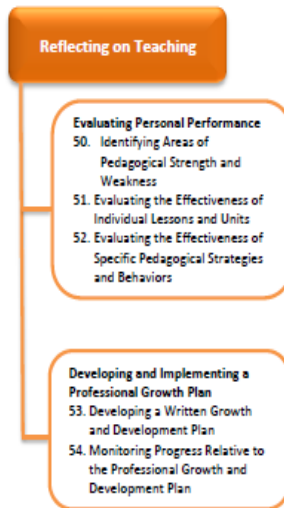 Reflecting on Teaching
Evaluating Personal Performance
50. Identifying Areas of
Pedagogical Strength and
Weakness
51. Evaluating the Effectiveness of
Individual Lessons and Units
52. Evaluating the Effectiveness of
Specific Pedagogical Strategies
and Behaviors
Developing and Implementing a
Professional Growth Plan
53. Developing a Written Growth
and Development Plan
54. Monitoring Progress Relative to
the Professional Growth and
Development Plan